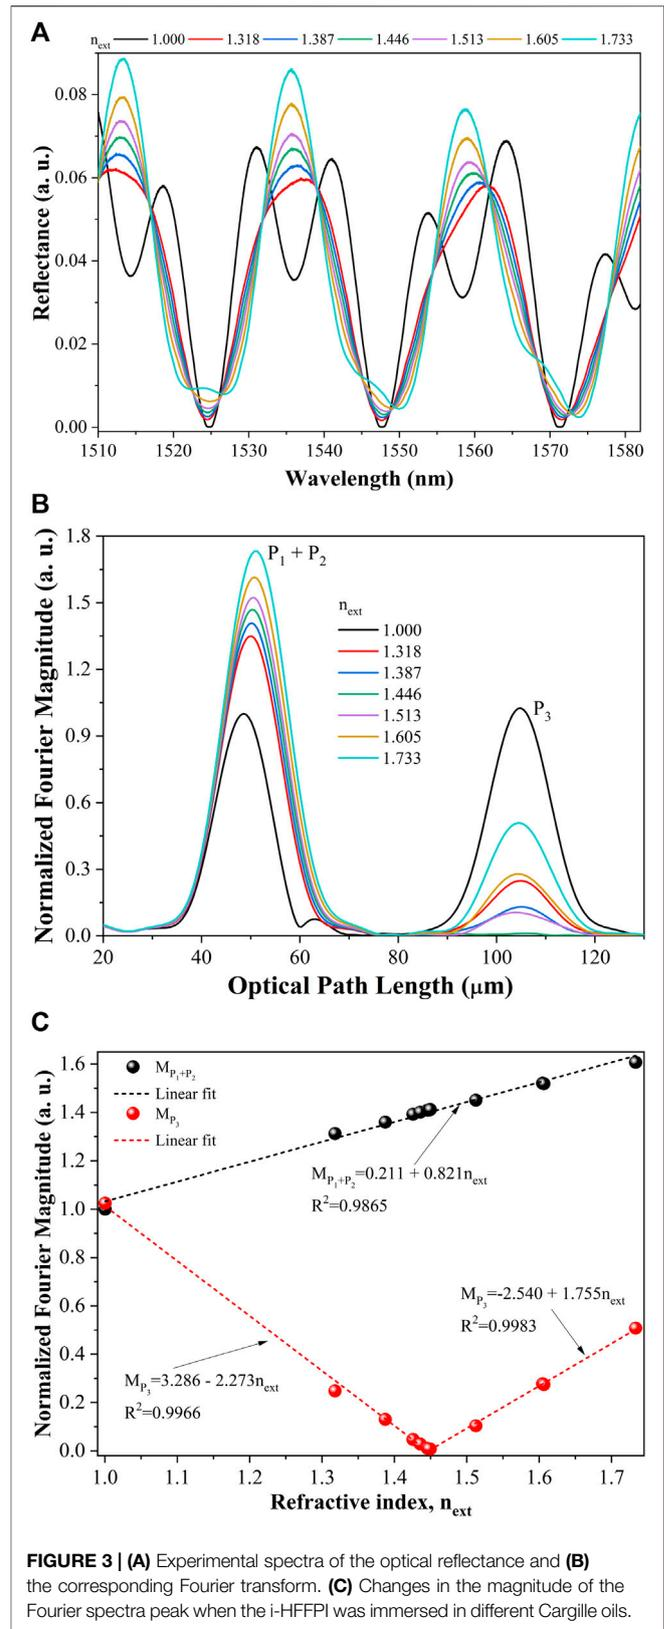 A
n_ext 1.000 1.318 1.387 1.446 1.513 1.605 1.733
0.08
0.06
0.04
0.02
0.00
Reflectance (a. u.)
1510 1520 1530 1540 1550 1560 1570 1580
Wavelength (nm)
B
1.8
1.5
1.2
0.9
0.6
0.3
0.0
Normalized Fourier Magnitude (a. u.)
P₁ + P₂
n_ext
1.000
1.318
1.387
1.446
1.513
1.605
1.733
P₃
20 40 60 80 100 120
Optical Path Length (μm)
C
1.6
1.4
1.2
1.0
0.8
0.6
0.4
0.2
0.0
Normalized Fourier Magnitude (a. u.)
M_P₁+P₂
Linear fit
M_P₃
Linear fit
M_P₁+P₂=0.211 + 0.821n_ext
R²=0.9865
M_P₃=-2.540 + 1.755n_ext
R²=0.9983
M_P₃=3.286 - 2.273n_ext
R²=0.9966
1.0 1.1 1.2 1.3 1.4 1.5 1.6 1.7
Refractive index, n_ext
FIGURE 3 | (A) Experimental spectra of the optical reflectance and (B)
the corresponding Fourier transform. (C) Changes in the magnitude of the
Fourier spectra peak when the i-HFFPI was immersed in different Cargille oils.